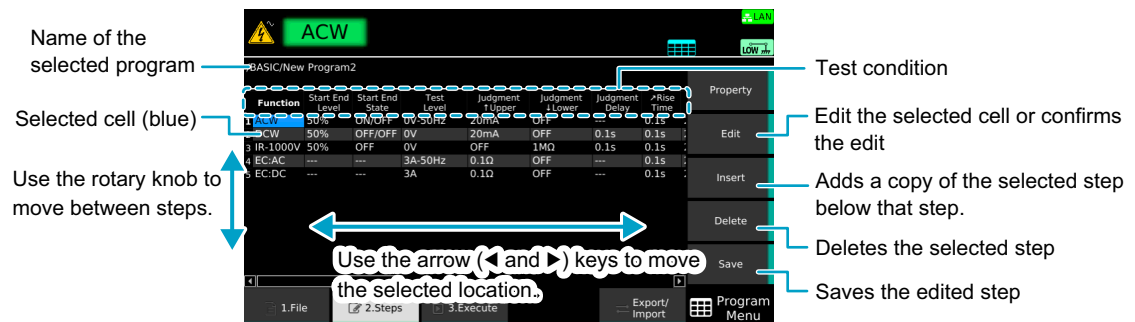 LAN
ACW
LOW
Name of the
selected program
/BASIC/New Program2
Test condition
Property
Function
Start End
Level
Start End
State
Test
Level
Judgment
↑Upper
Judgment
↓Lower
Judgment
Delay
↗Rise
Time
Selected cell (blue)
1 ACW 50% ON/OFF 0V-50Hz 20mA OFF --- 0.1s
2 DCW 50% OFF/OFF 0V 20mA OFF 0.1s 0.1s
3 IR-1000V 50% OFF 0V OFF 1MΩ 0.1s 0.1s
4 EC:AC --- --- 3A-50Hz 0.1Ω OFF --- 0.1s
5 EC:DC --- --- 3A 0.1Ω OFF --- 0.1s
Edit
Edit the selected cell or confirms
the edit
Use the rotary knob to
move between steps.
Insert
Adds a copy of the selected step
below that step.
Delete
Deletes the selected step
Use the arrow (◀ and ▶) keys to move
the selected location.
Save
Saves the edited step
1.File
2.Steps
3.Execute
Export/
Import
Program
Menu